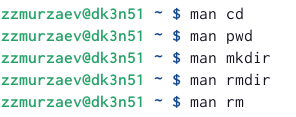 zzmurzaev@dk3n51 ~ $ man cd
zzmurzaev@dk3n51 ~ $ man pwd
zzmurzaev@dk3n51 ~ $ man mkdir
zzmurzaev@dk3n51 ~ $ man rmdir
zzmurzaev@dk3n51 ~ $ man rm